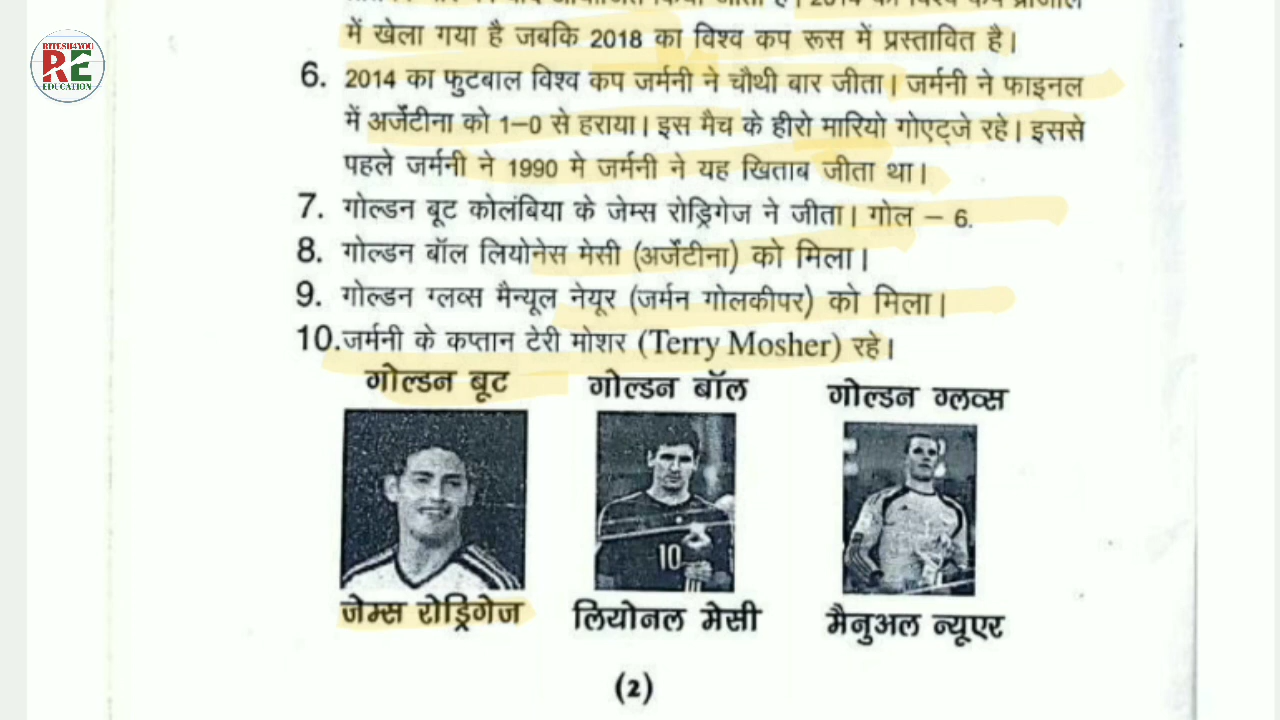 RITESH4YOU
RE
EDUCATION
में खेला गया है जबकि 2018 का विश्व कप रूस में प्रस्तावित है।
6. 2014 का फुटबाल विश्व कप जर्मनी ने चौथी बार जीता। जर्मनी ने फाइनल
में अर्जेंटीना को 1–0 से हराया। इस मैच के हीरो मारियो गोएट्जे रहे। इससे
पहले जर्मनी ने 1990 मे जर्मनी ने यह खिताब जीता था।
7. गोल्डन बूट कोलंबिया के जेम्स रोड्रिगेज ने जीता। गोल – 6.
8. गोल्डन बॉल लियोनेस मेसी (अर्जेंटीना) को मिला।
9. गोल्डन ग्लव्स मैन्यूल नेयूर (जर्मन गोलकीपर) को मिला।
10. जर्मनी के कप्तान टेरी मोशर (Terry Mosher) रहे।
गोल्डन बूट गोल्डन बॉल गोल्डन ग्लव्स
10
जेम्स रोड्रिगेज लियोनल मेसी मैनुअल न्यूएर
(2)